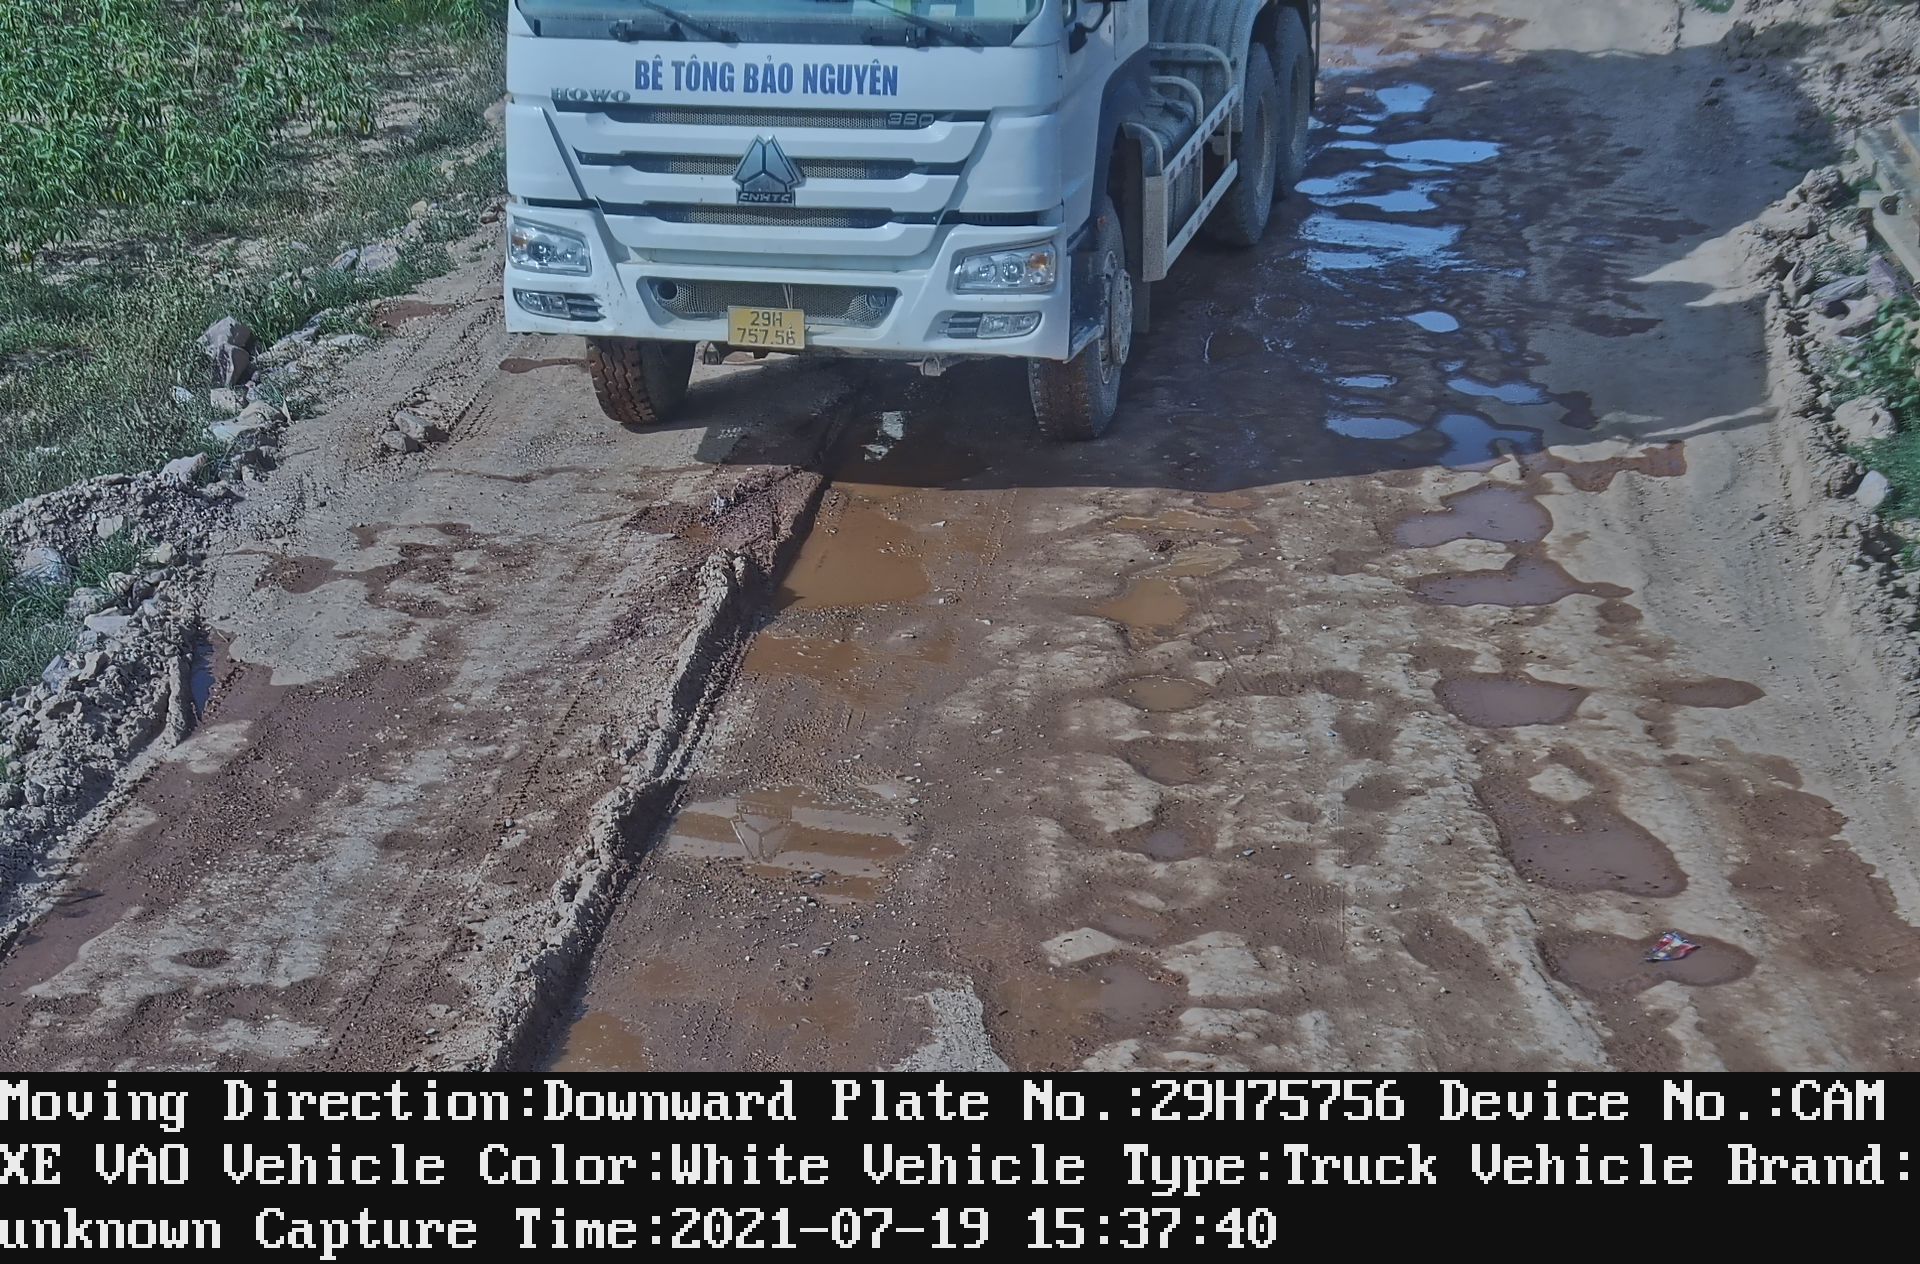 BÊ TÔNG BẢO NGUYÊN
HOWO
380
CNHTC
29H
757.56
Moving Direction:Downward Plate No.:29H75756 Device No.:CAM
XE VAO Vehicle Color:White Vehicle Type:Truck Vehicle Brand:
unknown Capture Time:2021-07-19 15:37:40